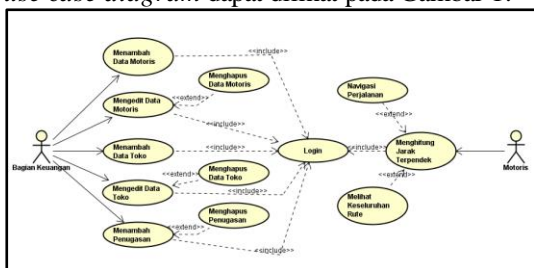 use case diagram dapat dilihat pada Gambar 1.
Menambah
Data Motoris
<<include>>
Menghapus
Data Motoris
Navigasi
Perjalanan
Mengedit Data
Motoris
<<extend>>
<<extend>>
<<include>>
Menambah
Data Toko
<<include>>
Login
<<include>>
Menghitung
Jarak
Terpendek
Bagian Keuangan
Motoris
Menghapus
Data Toko
<<extend>>
<<extend>>
Mengedit Data
Toko
<<include>>
Melihat
Keseluruhan
Rute
Menghapus
Penugasan
<<extend>>
Menambah
Penugasan
<<include>>